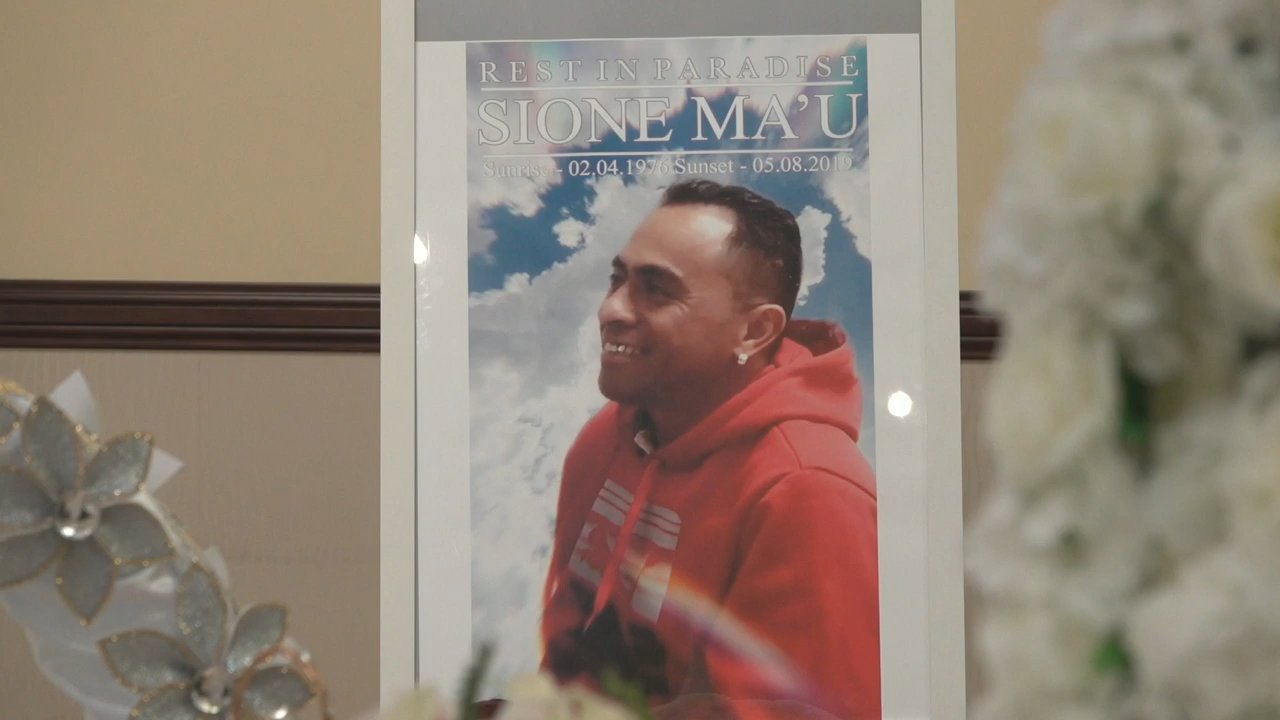 REST IN PARADISE
SIONE MA'U
Sunrise - 02.04.1976 Sunset - 05.08.2019